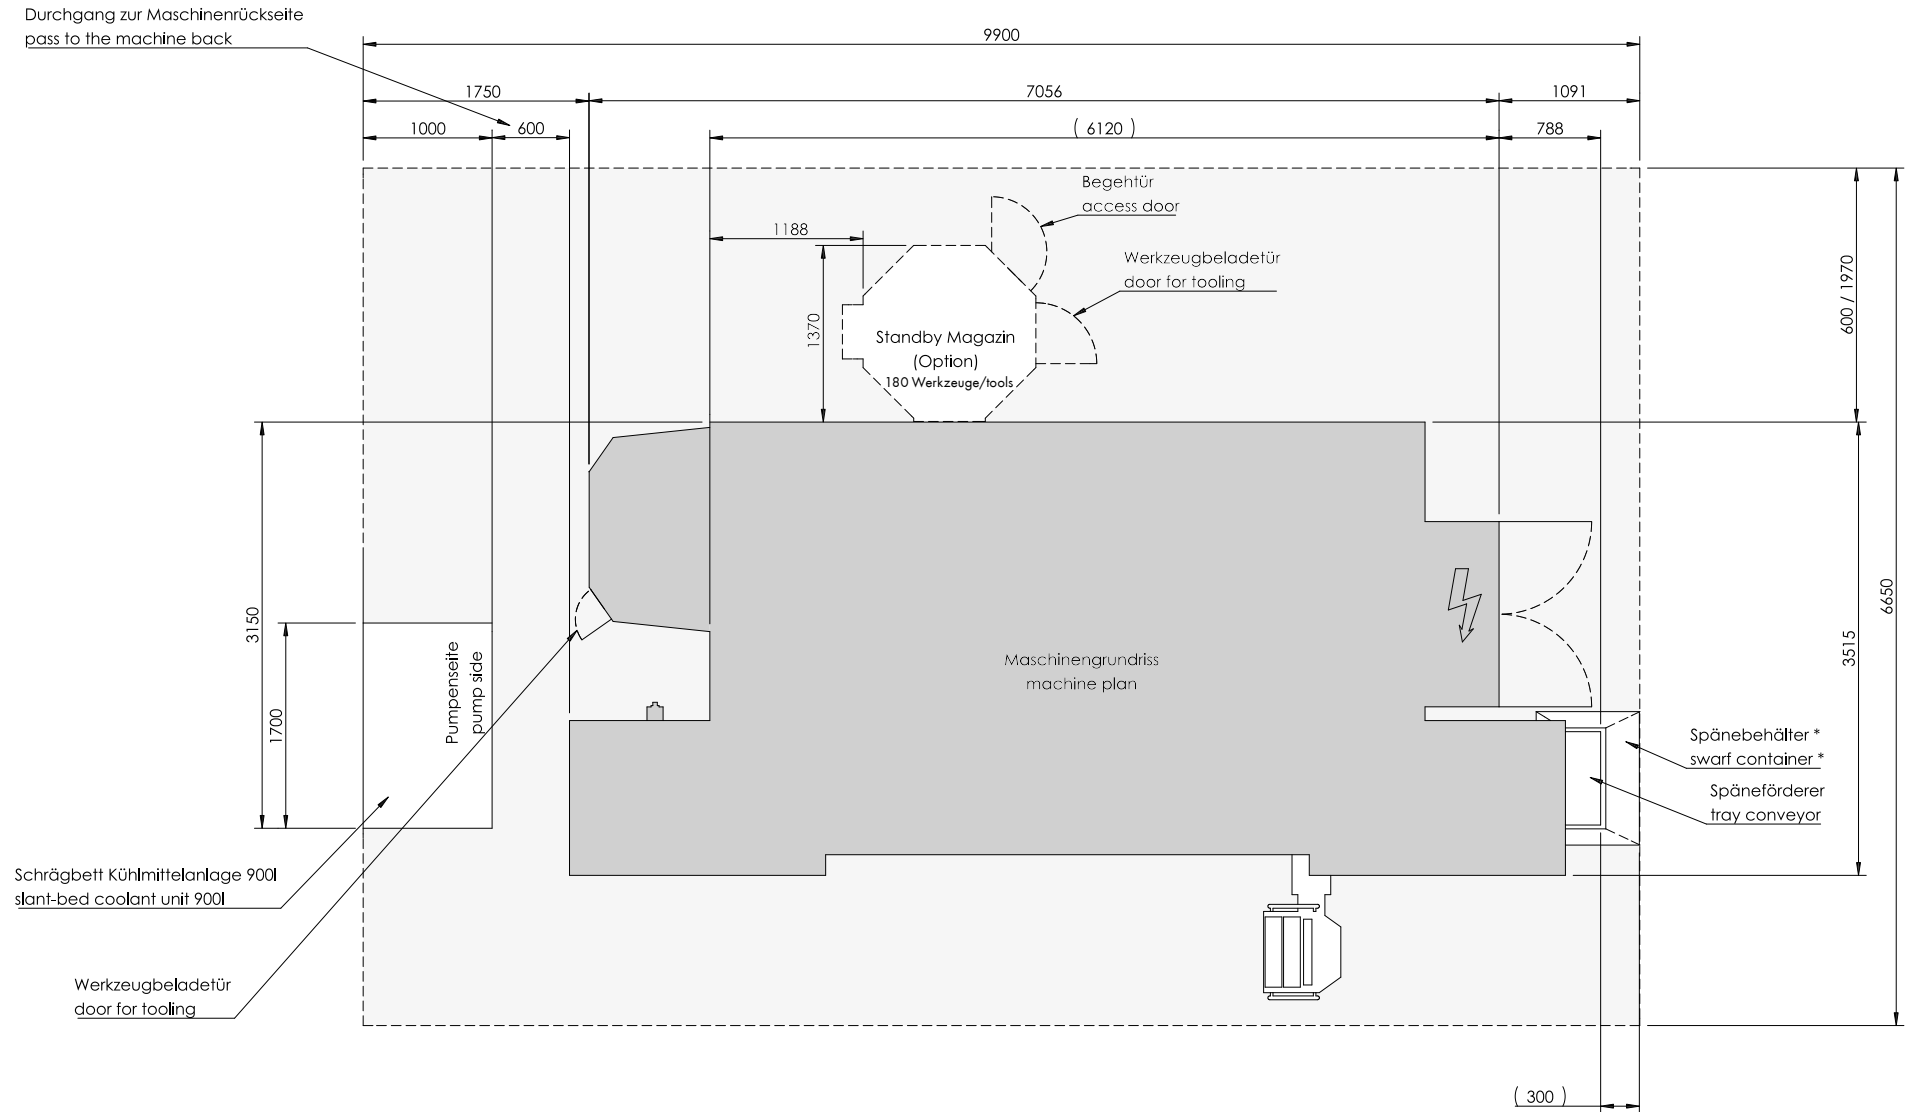 Durchgang zur Maschinenrückseite
pass to the machine back
9900
1750
7056
1091
1000
600
( 6120 )
788
Begehtür
access door
1188
Werkzeugbeladetür
door for tooling
600 / 1970
1370
Standby Magazin
(Option)
180 Werkzeuge/tools
3150
6650
3515
Pumpenseite
pump side
Maschinengrundriss
machine plan
1700
Spänebehälter *
swarf container *
Späneförderer
tray conveyor
Schrägbett Kühlmittelanlage 900l
slant-bed coolant unit 900l
Werkzeugbeladetür
door for tooling
( 300 )